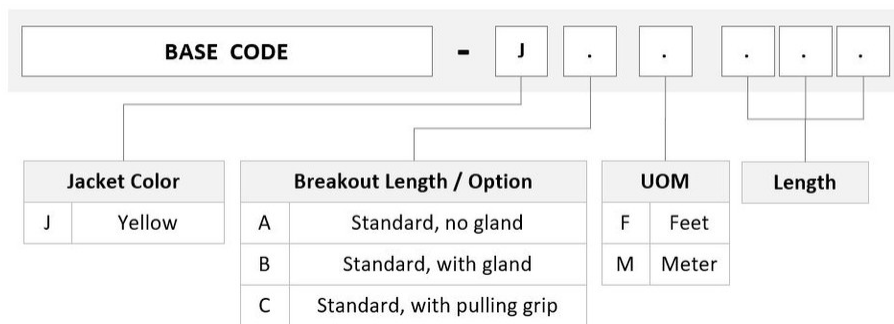 BASE CODE - J . . . . .
Jacket Color
J Yellow
Breakout Length / Option
A Standard, no gland
B Standard, with gland
C Standard, with pulling grip
UOM
F Feet
M Meter
Length